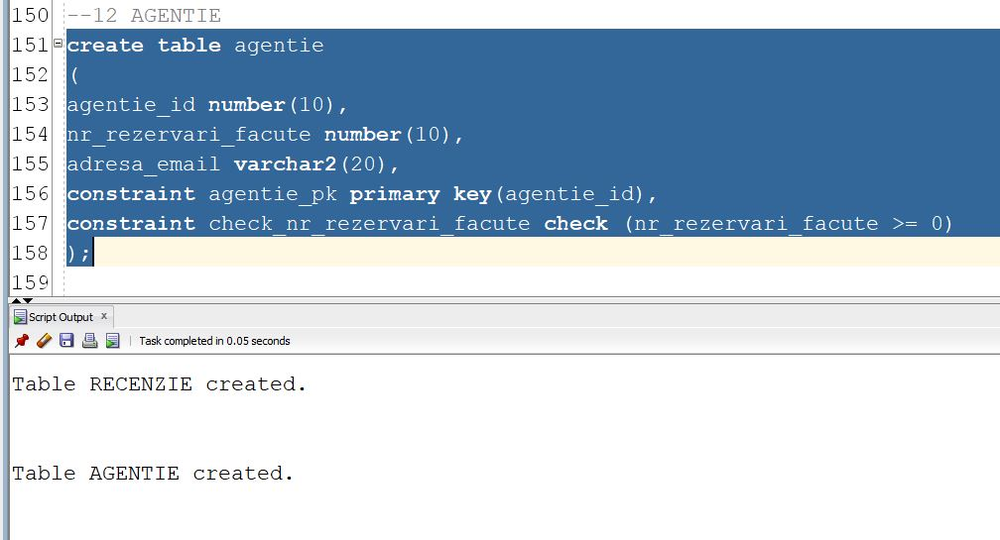 150 --12 AGENTIE
151 create table agentie
152 (
153 agentie_id number(10),
154 nr_rezervari_facute number(10),
155 adresa_email varchar2(20),
156 constraint agentie_pk primary key(agentie_id),
157 constraint check_nr_rezervari_facute check (nr_rezervari_facute >= 0)
158 );
159
Script Output x
Task completed in 0.05 seconds
Table RECENZIE created.
Table AGENTIE created.